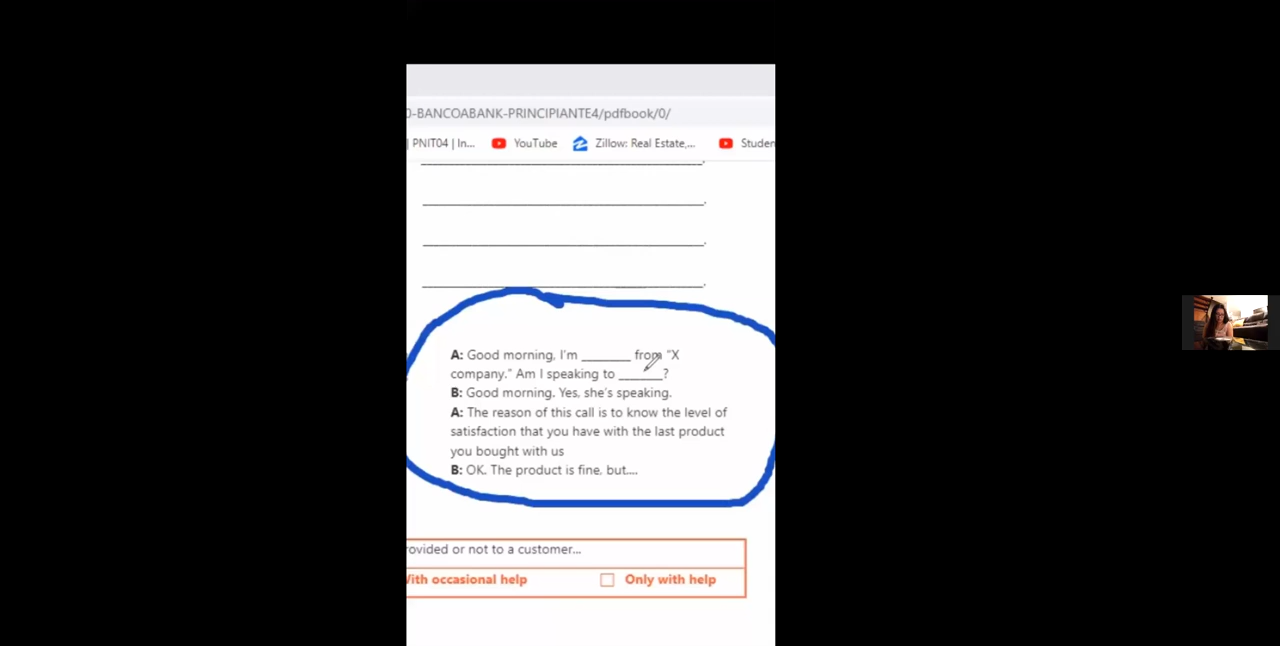 0-BANCOABANK-PRINCIPIANTE4/pdfbook/0/
| PNIT04 | In... YouTube Zillow: Real Estate,... Studen
A: Good morning, I'm _______ from "X
company." Am I speaking to ______?
B: Good morning. Yes, she's speaking.
A: The reason of this call is to know the level of
satisfaction that you have with the last product
you bought with us
B: OK. The product is fine, but....
rovided or not to a customer...
With occasional help Only with help